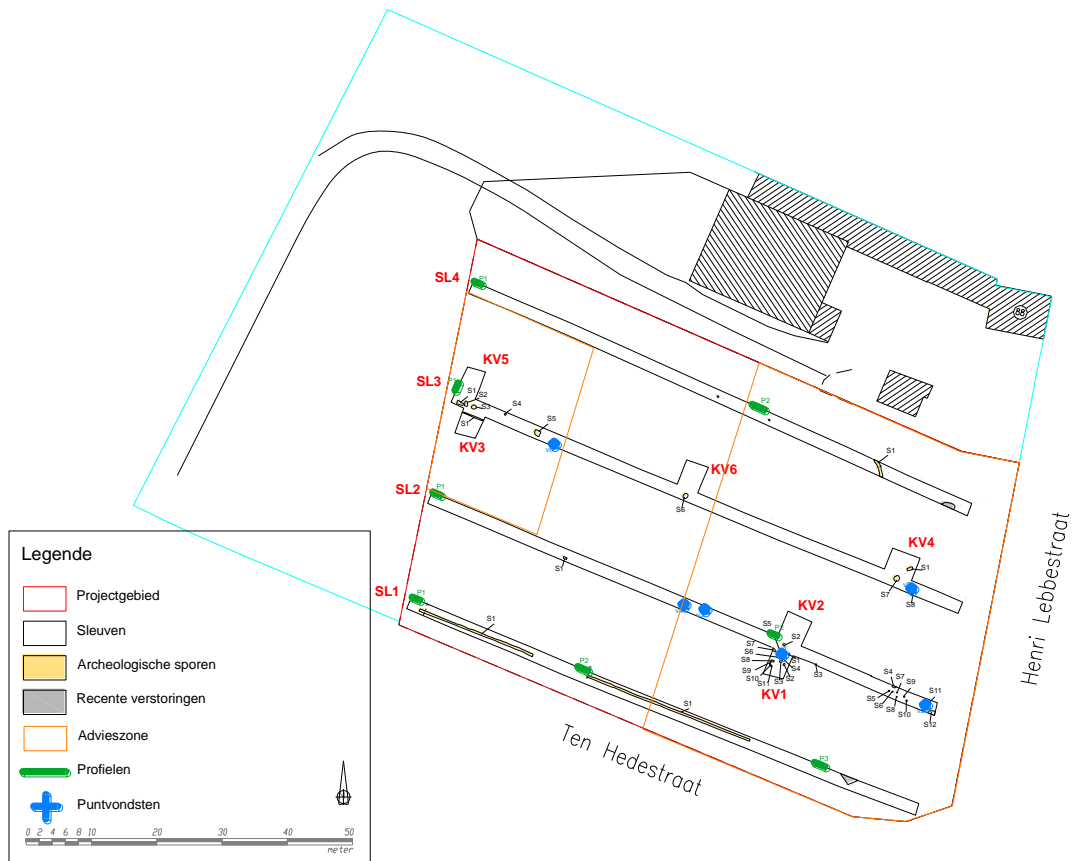 88
SL4
P1
SL3
P1
KV5
S1
S2
S3
S4
S5
S1
KV3
P2
S1
KV6
S6
KV4
S1
S7
S8
SL2
P1
S1
KV2
S5
P2
S2
S7
S6
S8
S9
S10
S11
S3
S2
S4
S1
KV1
S3
S4
S7
S9
S5
S6
S8
S10
S11
S12
SL1
P1
S1
P2
S1
P3
Ten Hedestraat
Henri Lebbestraat
Legende
Projectgebied
Sleuven
Archeologische sporen
Recente verstoringen
Advieszone
Profielen
Puntvondsten
0 2 4 6 8 10 20 30 40 50
meter